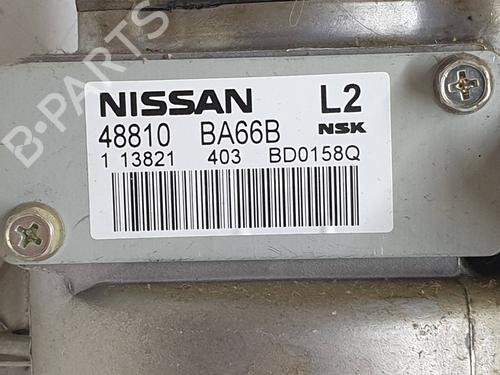 NISSAN L2
48810 BA66B NSK
1 13821 403 BD0158Q
B-PARTS